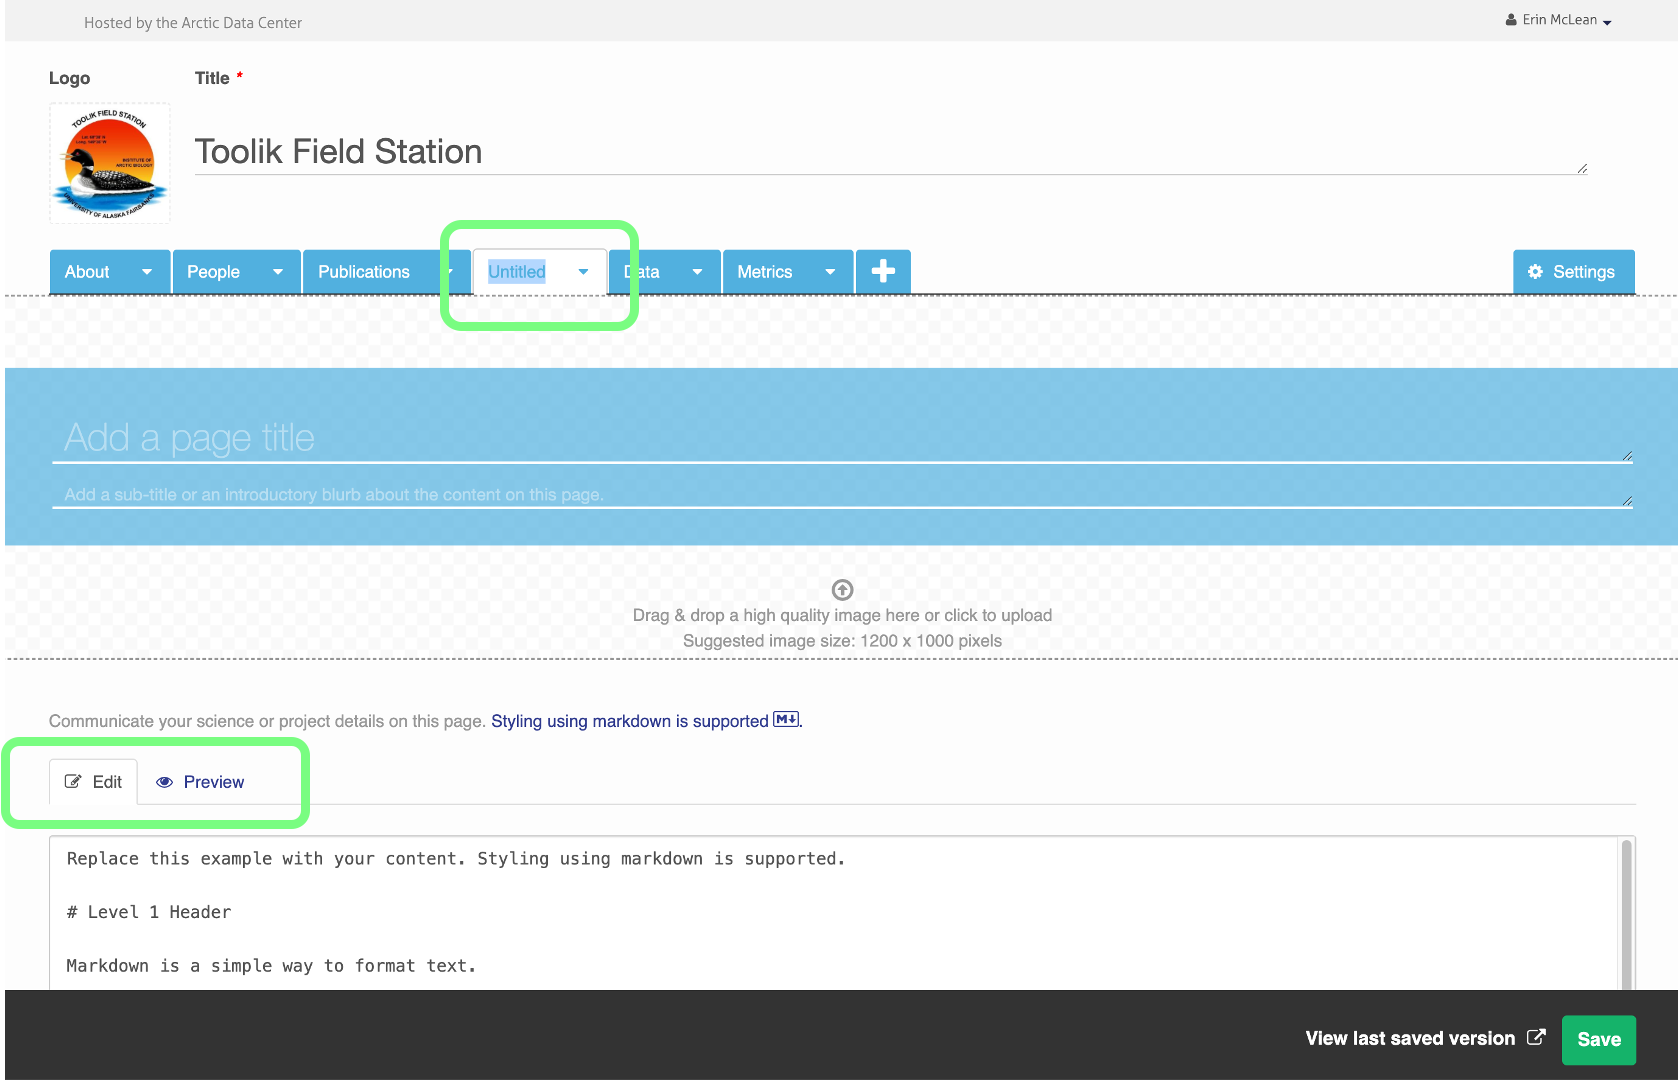 Hosted by the Arctic Data Center
Erin McLean
Logo
Title *
TOOLIK FIELD STATION
INSTITUTE OF
ARCTIC BIOLOGY
UNIVERSITY OF ALASKA FAIRBANKS
Toolik Field Station
About
People
Publications
Untitled
Data
Metrics
Settings
Add a page title
Add a sub-title or an introductory blurb about the content on this page.
Drag & drop a high quality image here or click to upload
Suggested image size: 1200 x 1000 pixels
Communicate your science or project details on this page. Styling using markdown is supported M.
Edit
Preview
Replace this example with your content. Styling using markdown is supported.
# Level 1 Header
Markdown is a simple way to format text.
View last saved version
Save